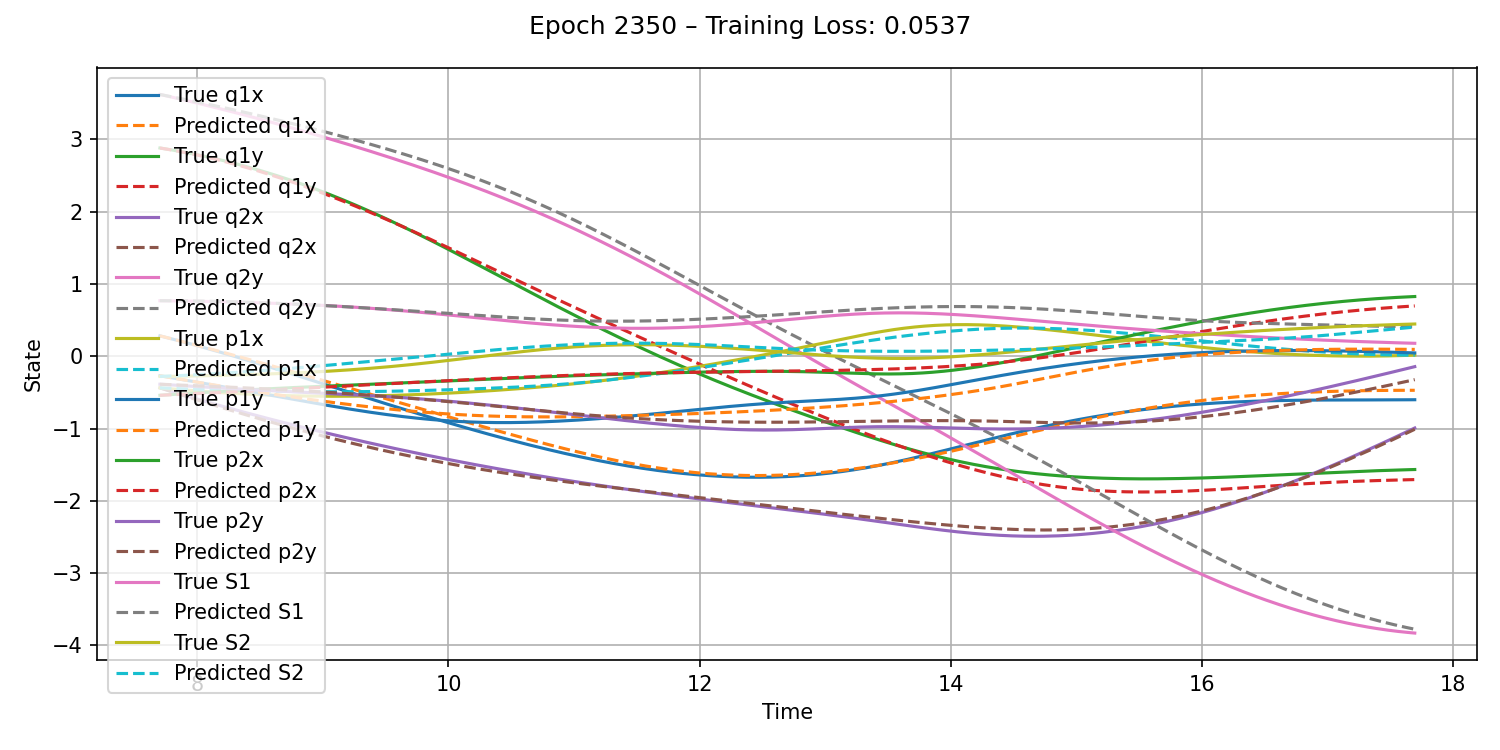 Epoch 2350 – Training Loss: 0.0537
True q1x
Predicted q1x
True q1y
Predicted q1y
True q2x
Predicted q2x
True q2y
Predicted q2y
True p1x
Predicted p1x
True p1y
Predicted p1y
True p2x
Predicted p2x
True p2y
Predicted p2y
True S1
Predicted S1
True S2
Predicted S2
3
2
1
0
−1
−2
−3
−4
State
8 10 12 14 16 18
Time